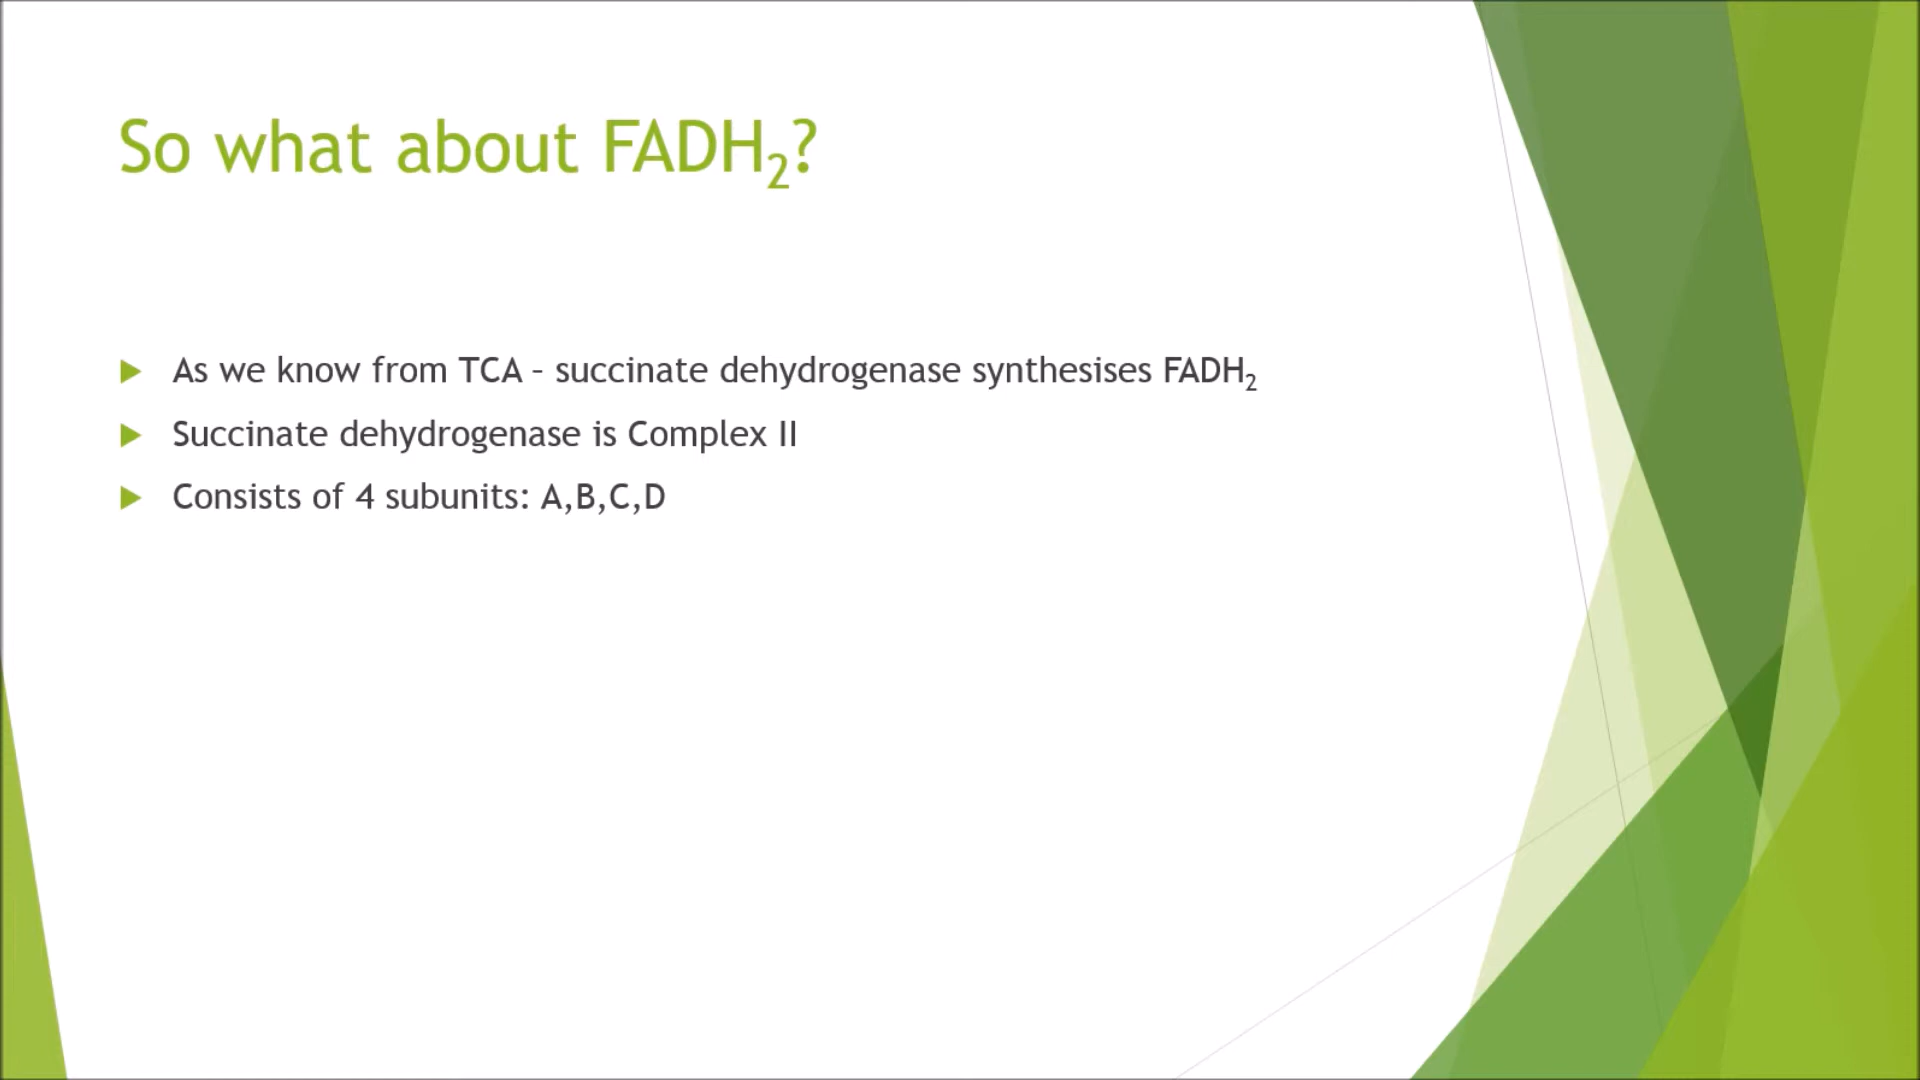 So what about FADH₂?
As we know from TCA – succinate dehydrogenase synthesises FADH₂
Succinate dehydrogenase is Complex II
Consists of 4 subunits: A,B,C,D